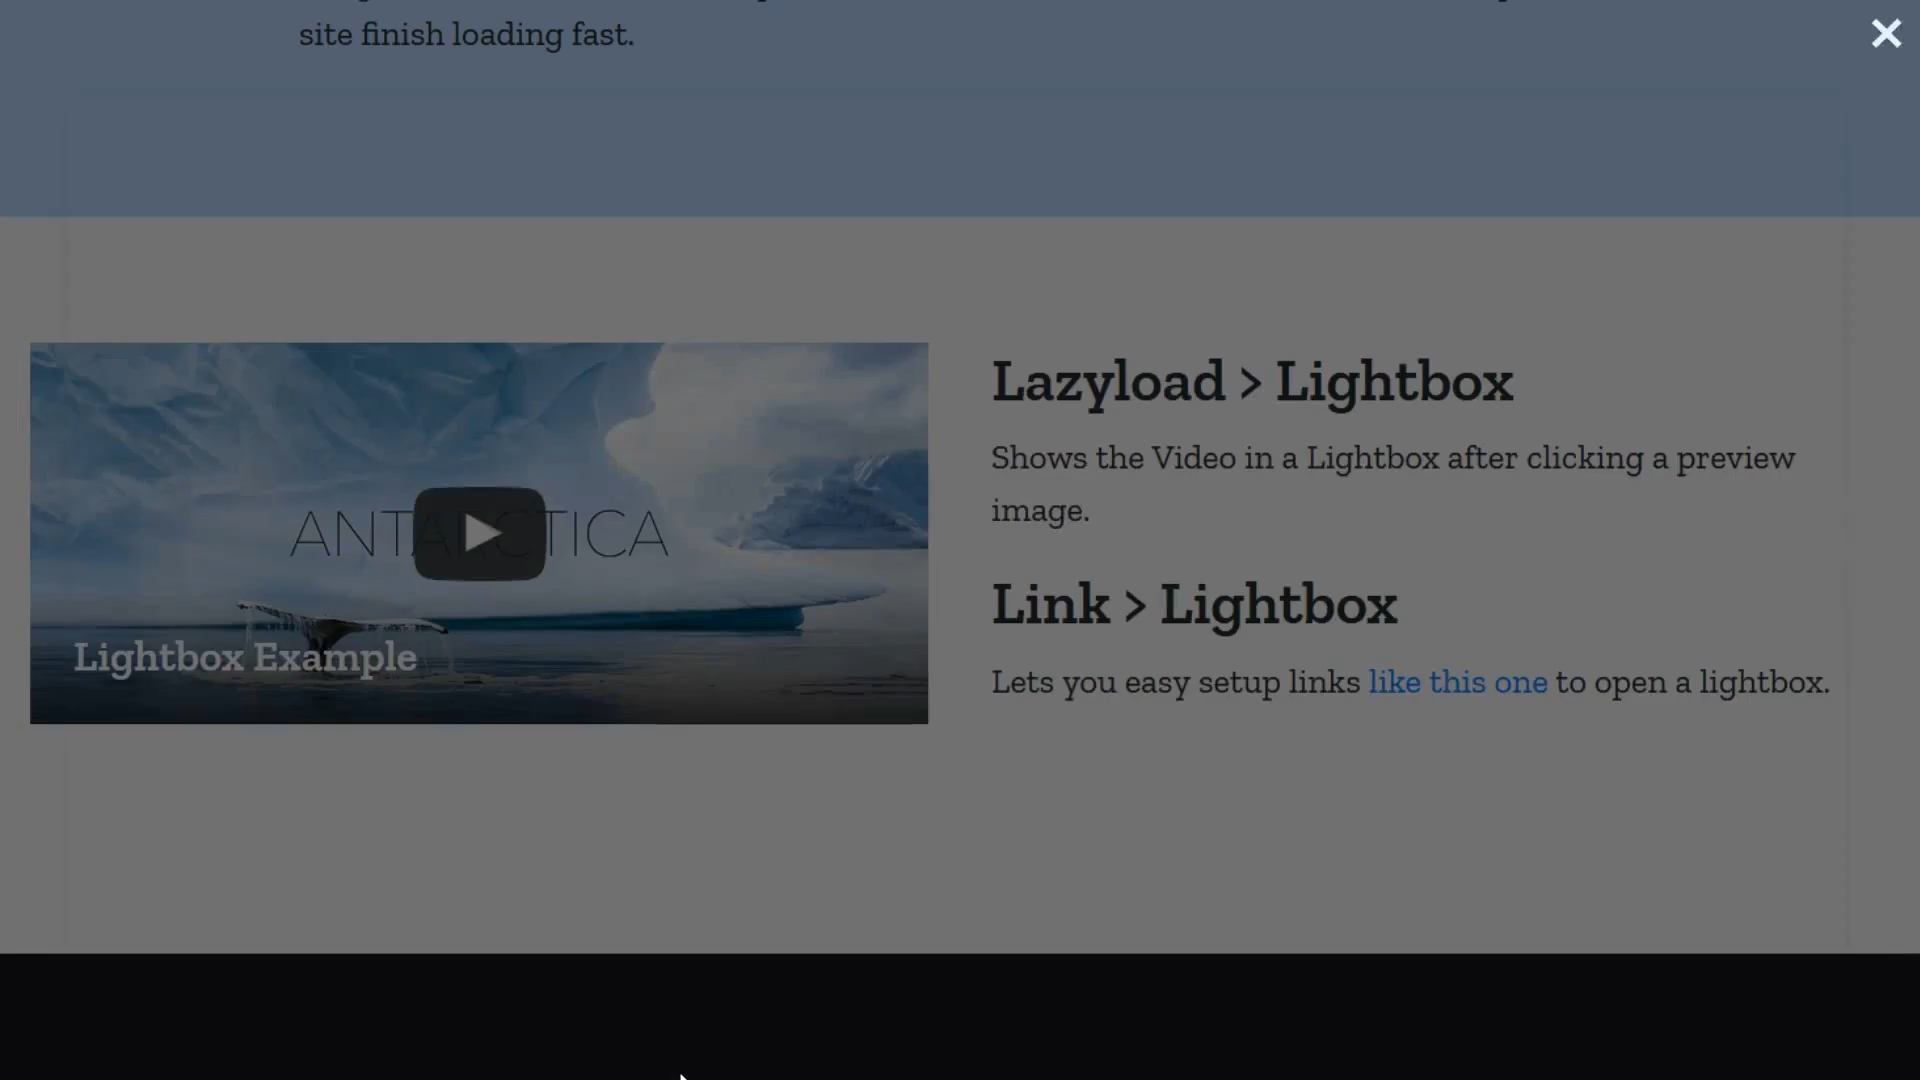 site finish loading fast.
ANTARCTICA
Lightbox Example
Lazyload > Lightbox
Shows the Video in a Lightbox after clicking a preview
image.
Link > Lightbox
Lets you easy setup links like this one to open a lightbox.